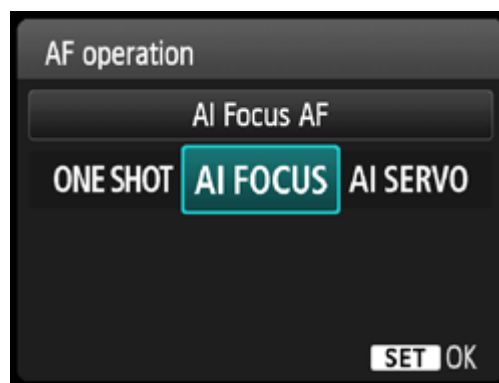 AF operation
AI Focus AF
ONE SHOT AI FOCUS AI SERVO
SET OK